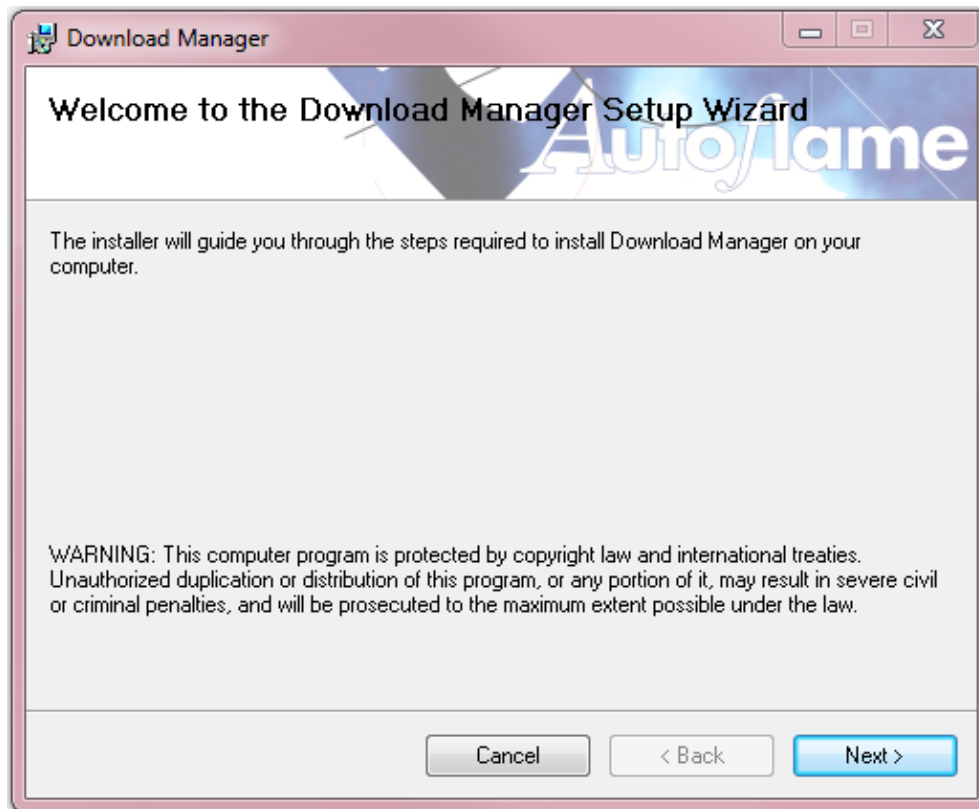 Download Manager
Welcome to the Download Manager Setup Wizard
Autoflame
The installer will guide you through the steps required to install Download Manager on your
computer.
WARNING: This computer program is protected by copyright law and international treaties.
Unauthorized duplication or distribution of this program, or any portion of it, may result in severe civil
or criminal penalties, and will be prosecuted to the maximum extent possible under the law.
Cancel < Back Next >